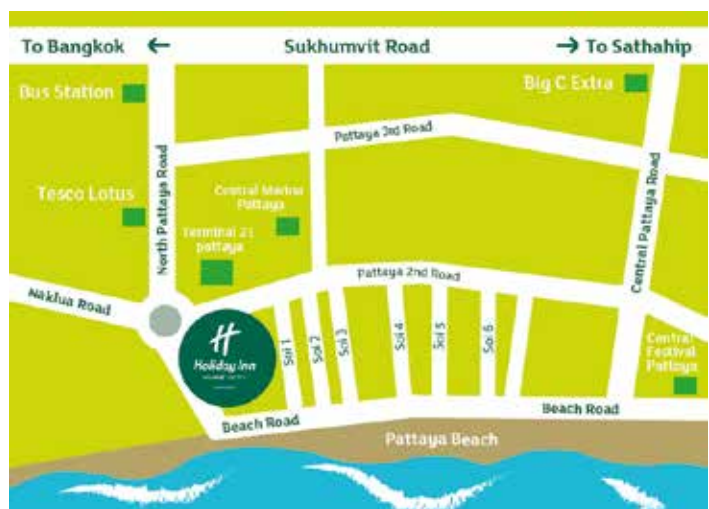 To Bangkok ← Sukhumvit Road → To Sathahip
Bus Station
Big C Extra
Pattaya 3rd Road
North Pattaya Road
Central Pattaya Road
Tesco Lotus
Central Marina
Pattaya
Terminal 21
pattaya
Naklua Road
Pattaya 2nd Road
H
Holiday Inn
Soi 1
Soi 2
Soi 3
Soi 4
Soi 5
Soi 6
Central
Festival
Pattaya
Beach Road
Beach Road
Pattaya Beach